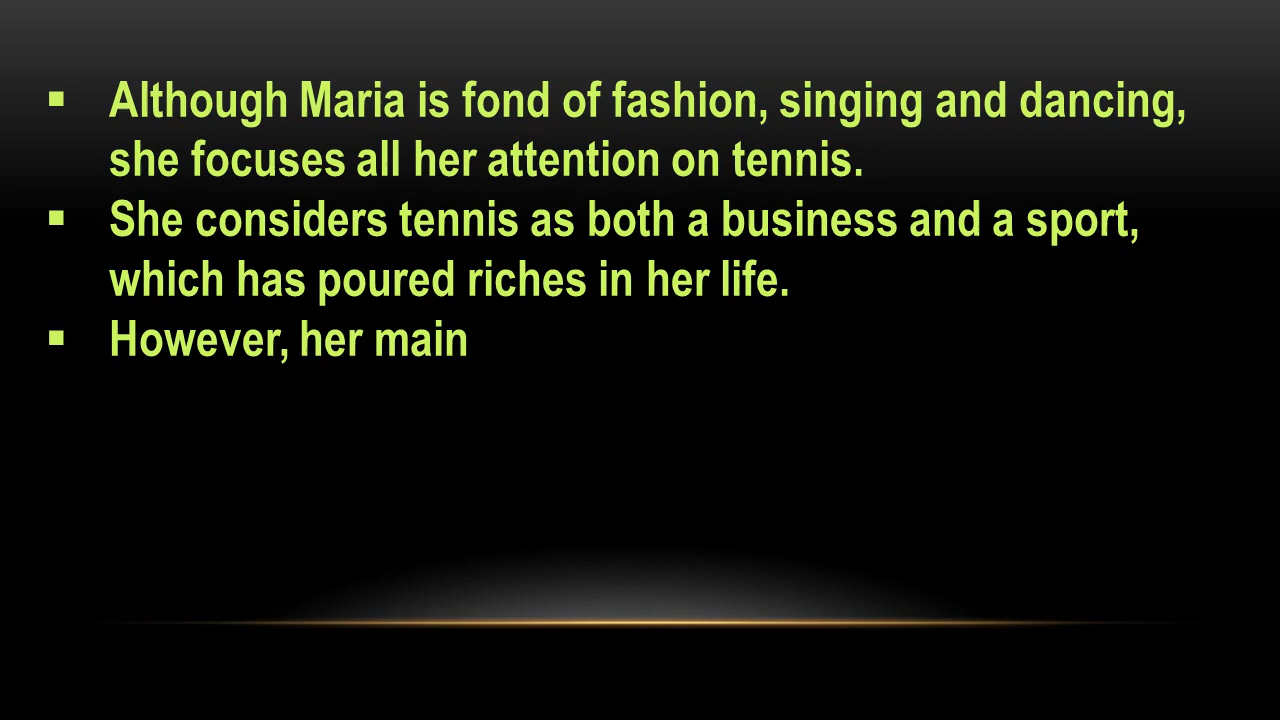 ▪ Although Maria is fond of fashion, singing and dancing,
she focuses all her attention on tennis.
▪ She considers tennis as both a business and a sport,
which has poured riches in her life.
▪ However, her main